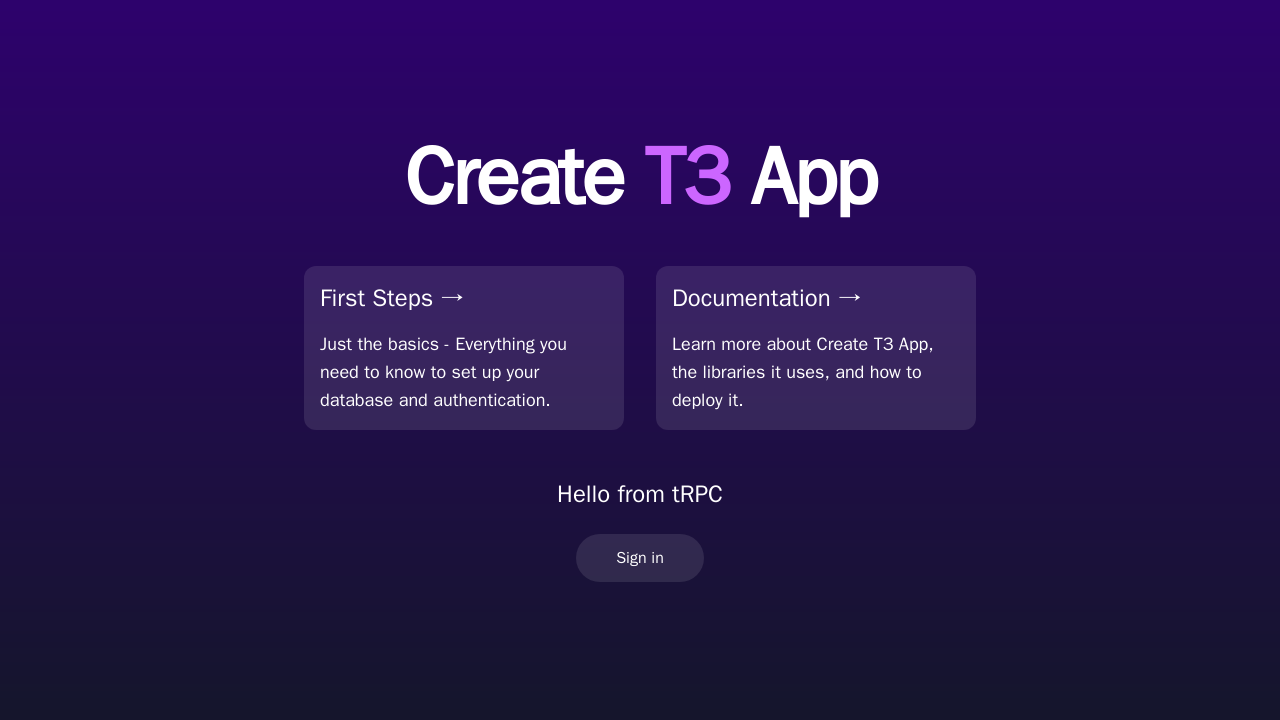 Create T3 App
First Steps →
Just the basics - Everything you
need to know to set up your
database and authentication.
Documentation →
Learn more about Create T3 App,
the libraries it uses, and how to
deploy it.
Hello from tRPC
Sign in